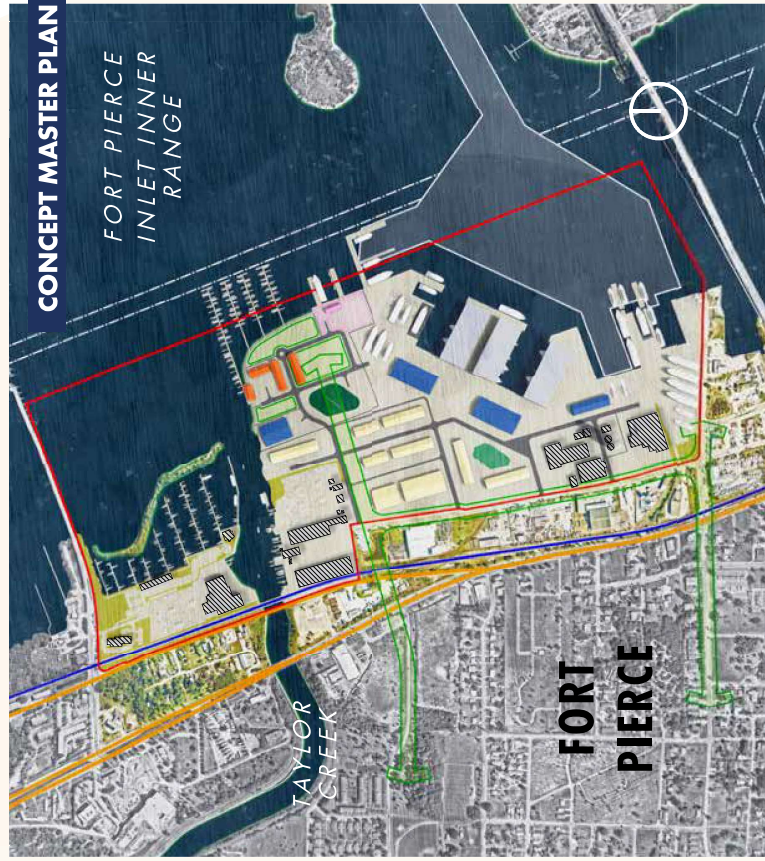 CONCEPT MASTER PLAN
FORT PIERCE
INLET INNER
RANGE
TAYLOR
CREEK
FORT
PIERCE